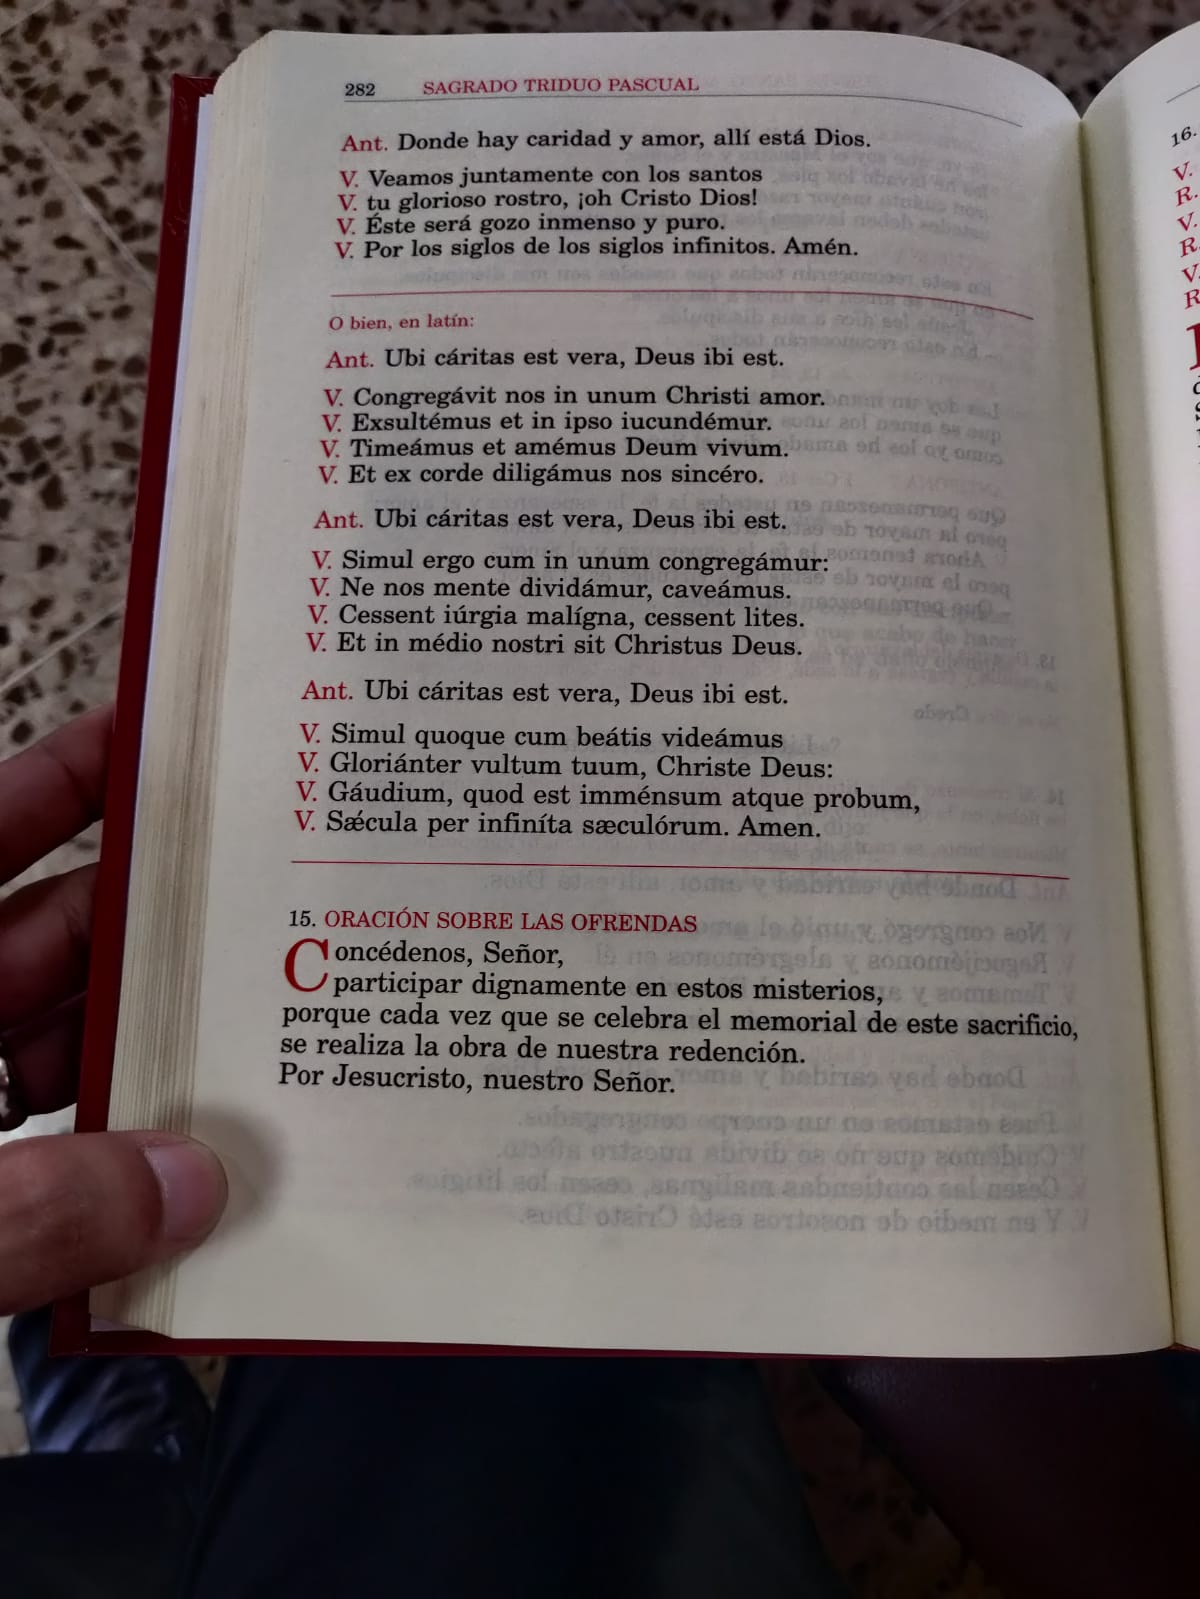 282 SAGRADO TRIDUO PASCUAL
Ant. Donde hay caridad y amor, allí está Dios.
V. Veamos juntamente con los santos
V. tu glorioso rostro, ¡oh Cristo Dios!
V. Éste será gozo inmenso y puro.
V. Por los siglos de los siglos infinitos. Amén.
O bien, en latín:
Ant. Ubi cáritas est vera, Deus ibi est.
V. Congregávit nos in unum Christi amor.
V. Exsultémus et in ipso iucundémur.
V. Timeámus et amémus Deum vivum.
V. Et ex corde diligámus nos sincéro.
Ant. Ubi cáritas est vera, Deus ibi est.
V. Simul ergo cum in unum congregámur:
V. Ne nos mente dividámur, caveámus.
V. Cessent iúrgia malígna, cessent lites.
V. Et in médio nostri sit Christus Deus.
Ant. Ubi cáritas est vera, Deus ibi est.
V. Simul quoque cum beátis videámus
V. Gloriánter vultum tuum, Christe Deus:
V. Gáudium, quod est imménsum atque probum,
V. Sǽcula per infiníta sæculórum. Amen.
15. ORACIÓN SOBRE LAS OFRENDAS
Concédenos, Señor,
participar dignamente en estos misterios,
porque cada vez que se celebra el memorial de este sacrificio,
se realiza la obra de nuestra redención.
Por Jesucristo, nuestro Señor.
16.
V.
R.
V.
R.
V.
R.